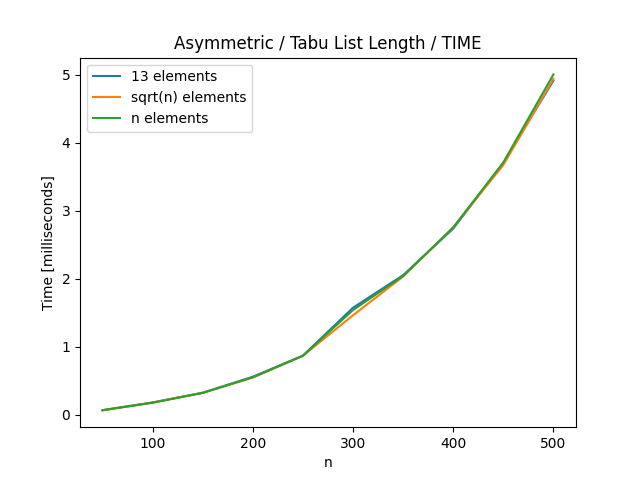 Asymmetric / Tabu List Length / TIME
13 elements
sqrt(n) elements
n elements
Time [milliseconds]
5
4
3
2
1
0
100 200 300 400 500
n